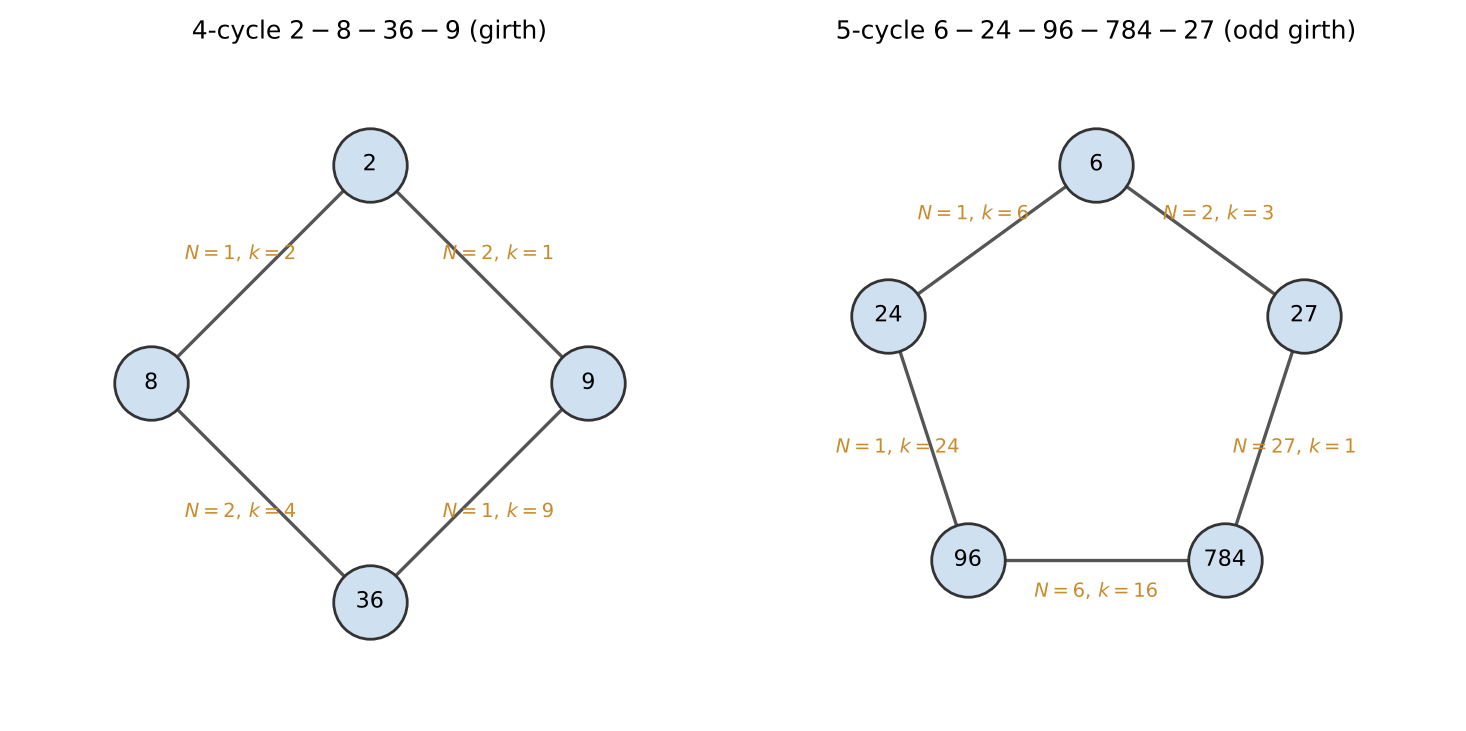 4-cycle 2 − 8 − 36 − 9 (girth)
2
N = 1, k = 2
N = 2, k = 1
8
9
N = 2, k = 4
N = 1, k = 9
36
5-cycle 6 − 24 − 96 − 784 − 27 (odd girth)
6
N = 1, k = 6
N = 2, k = 3
24
27
N = 1, k = 24
N = 27, k = 1
96
784
N = 6, k = 16